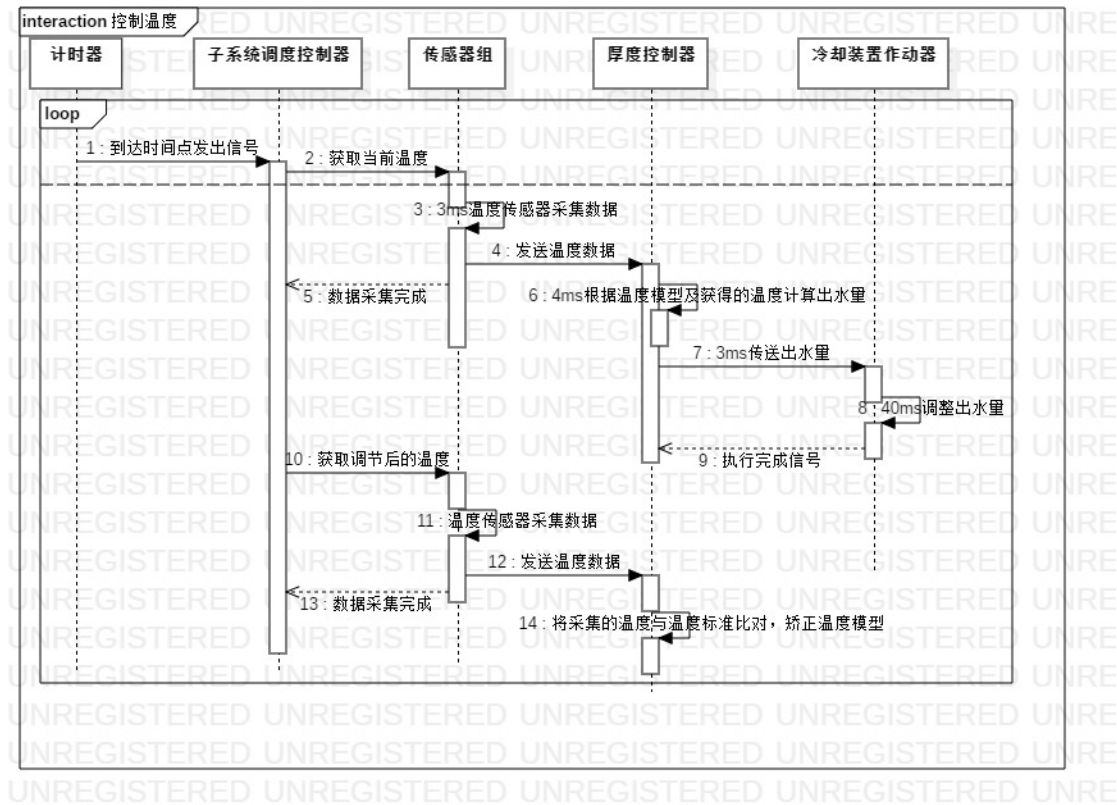 interaction 控制温度
计时器
子系统调度控制器
传感器组
厚度控制器
冷却装置作动器
loop
1 : 到达时间点发出信号
2 : 获取当前温度
3 : 3ms温度传感器采集数据
4 : 发送温度数据
5 : 数据采集完成
6 : 4ms根据温度模型及获得的温度计算出水量
7 : 3ms传送出水量
8 : 40ms调整出水量
9 : 执行完成信号
10 : 获取调节后的温度
11 : 温度传感器采集数据
12 : 发送温度数据
13 : 数据采集完成
14 : 将采集的温度与温度标准比对，矫正温度模型
UNREGISTERED